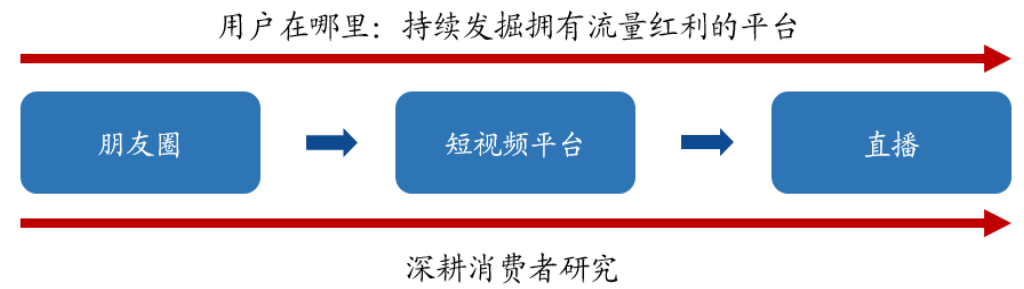 用户在哪里：持续发掘拥有流量红利的平台
朋友圈
短视频平台
直播
深耕消费者研究